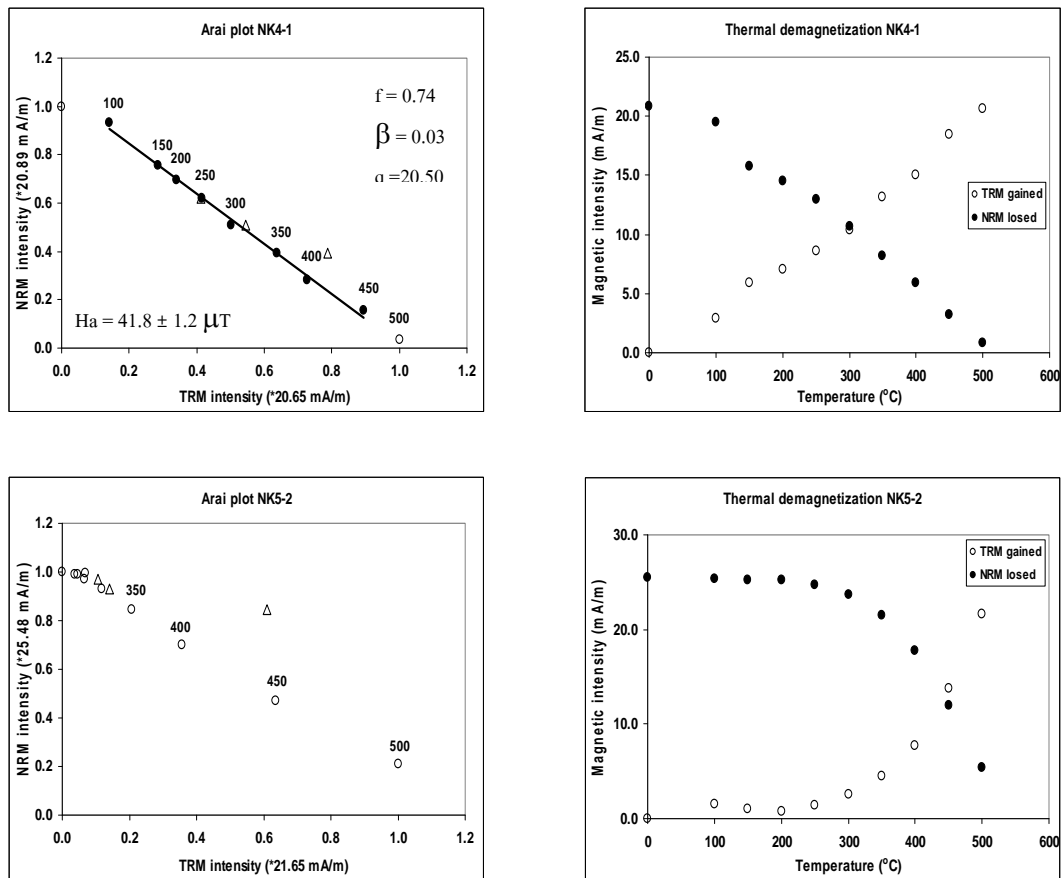 Arai plot NK4-1
NRM intensity (*20.89 mA/m)
1.2
1.0
0.8
0.6
0.4
0.2
0.0
100
150
200
250
300
350
400
450
500
f = 0.74
β = 0.03
q =20.50
Ha = 41.8 ± 1.2 μT
0.0 0.2 0.4 0.6 0.8 1.0 1.2
TRM intensity (*20.65 mA/m)
Thermal demagnetization NK4-1
Magnetic intensity (mA/m)
25.0
20.0
15.0
10.0
5.0
0.0
TRM gained
NRM losed
0 100 200 300 400 500 600
Temperature (°C)
Arai plot NK5-2
NRM intensity (*25.48 mA/m)
1.2
1.0
0.8
0.6
0.4
0.2
0.0
350
400
450
500
0.0 0.2 0.4 0.6 0.8 1.0 1.2
TRM intensity (*21.65 mA/m)
Thermal demagnetization NK5-2
Magnetic intensity (mA/m)
30.0
20.0
10.0
0.0
TRM gained
NRM losed
0 100 200 300 400 500 600
Temperature (°C)